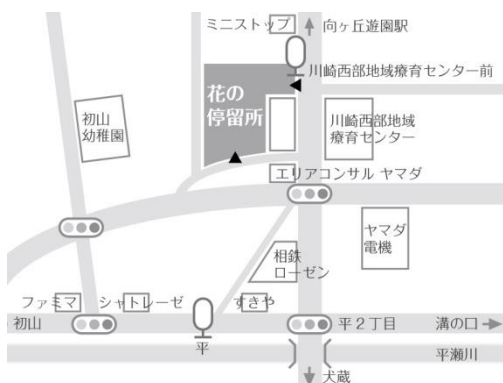 ミニストップ
向ヶ丘遊園駅
川崎西部地域療育センター前
花の
停留所
初山
幼稚園
川崎西部地域
療育センター
エリアコンサル ヤマダ
ヤマダ
電機
相鉄
ローゼン
ファミマ
シャトレーゼ
すきや
初山
平
平2丁目
溝の口
平瀬川
犬蔵